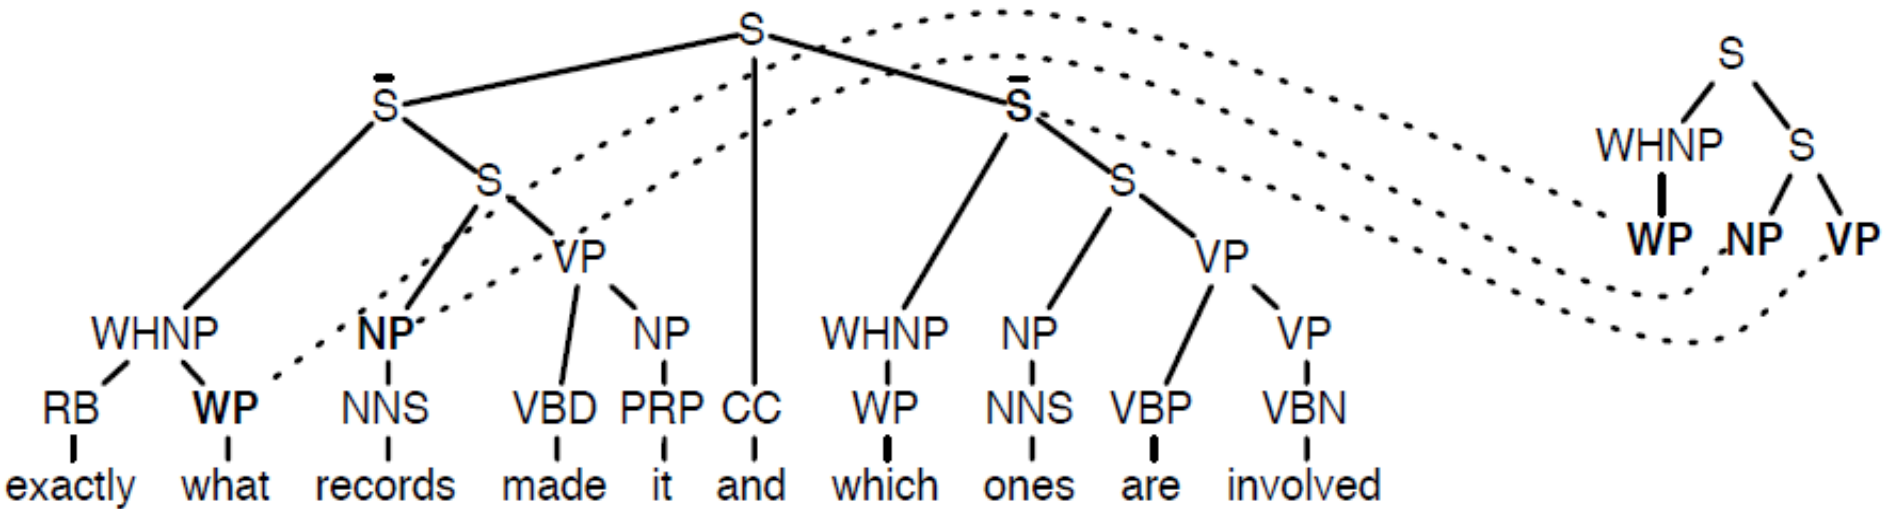 S
S̄ S̄ S
S S WHNP S
VP VP WP NP VP
WHNP NP NP WHNP NP VP
RB WP NNS VBD PRP CC WP NNS VBP VBN
exactly what records made it and which ones are involved